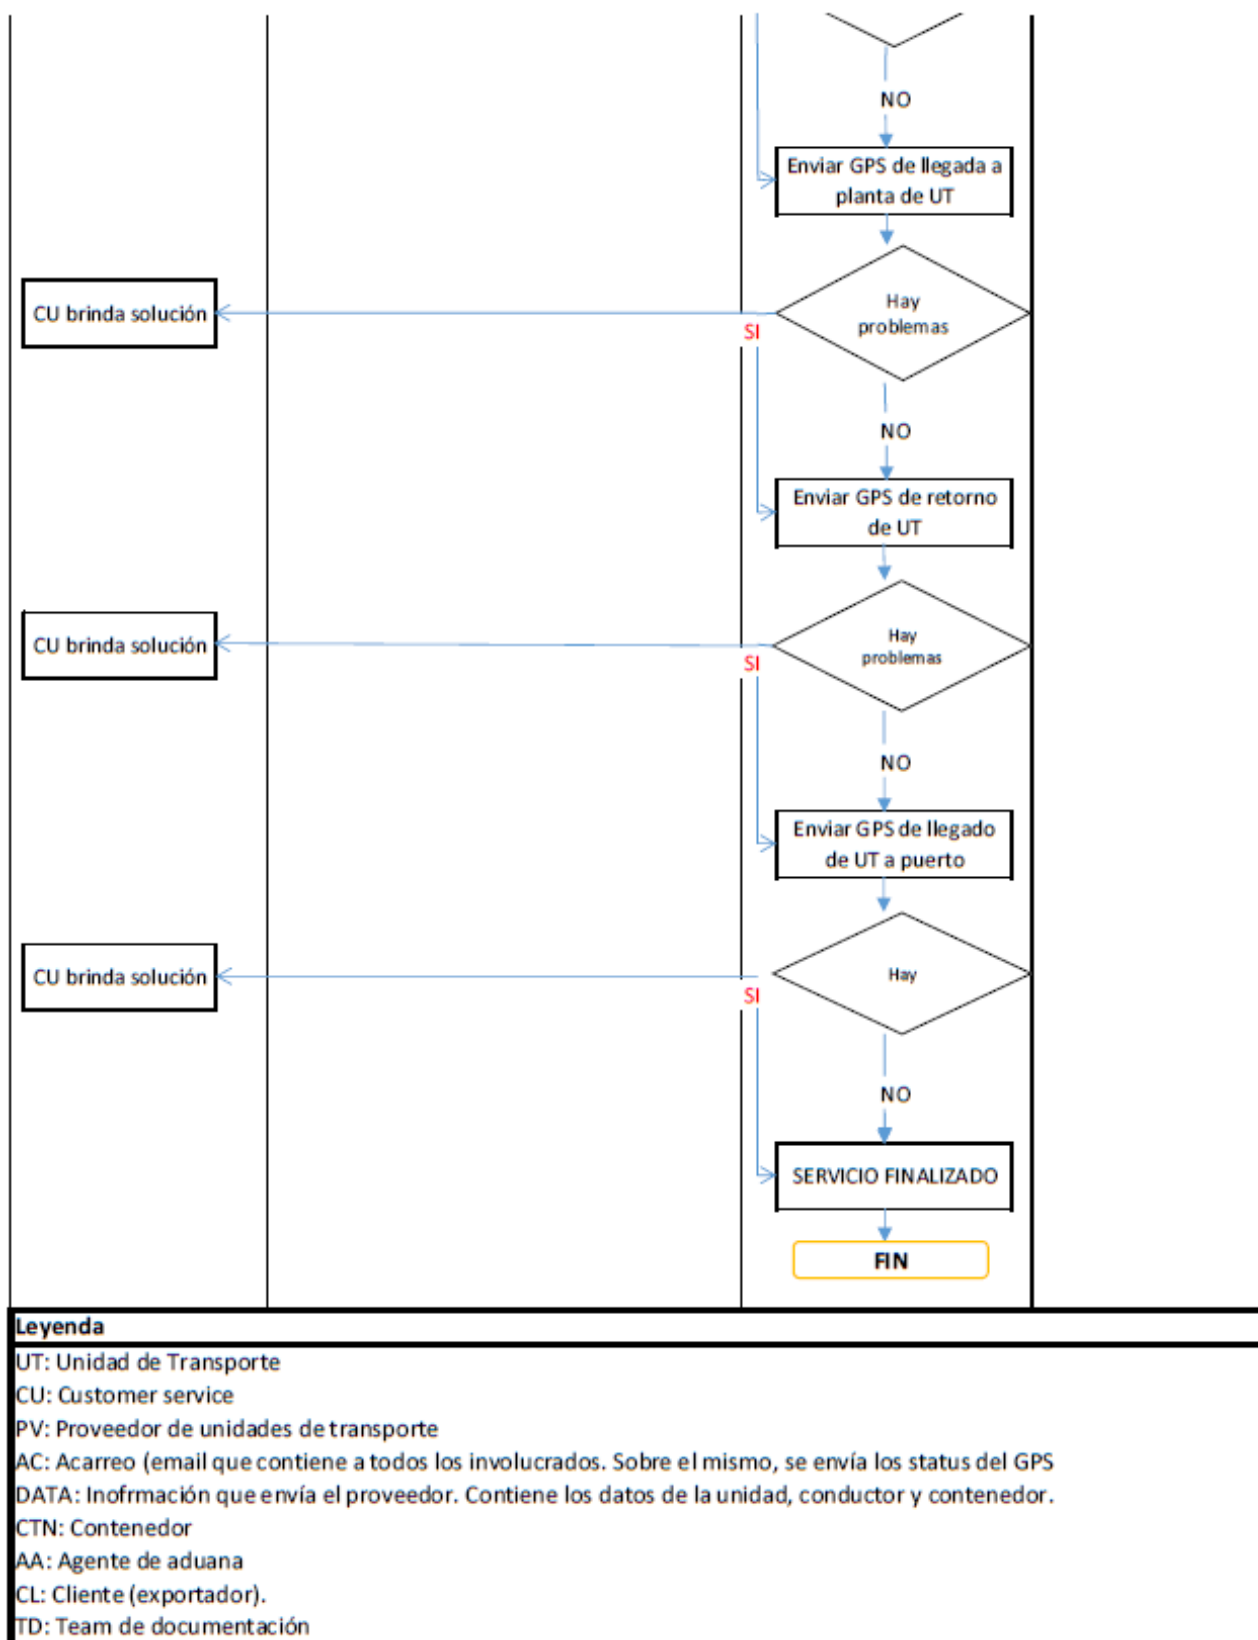 NO
Enviar GPS de llegada a
planta de UT
Hay
problemas
CU brinda solución
SI
NO
Enviar GPS de retorno
de UT
Hay
problemas
CU brinda solución
SI
NO
Enviar GPS de llegado
de UT a puerto
Hay
CU brinda solución
SI
NO
SERVICIO FINALIZADO
FIN
Leyenda
UT: Unidad de Transporte
CU: Customer service
PV: Proveedor de unidades de transporte
AC: Acarreo (email que contiene a todos los involucrados. Sobre el mismo, se envía los status del GPS
DATA: Inofrmación que envía el proveedor. Contiene los datos de la unidad, conductor y contenedor.
CTN: Contenedor
AA: Agente de aduana
CL: Cliente (exportador).
TD: Team de documentación